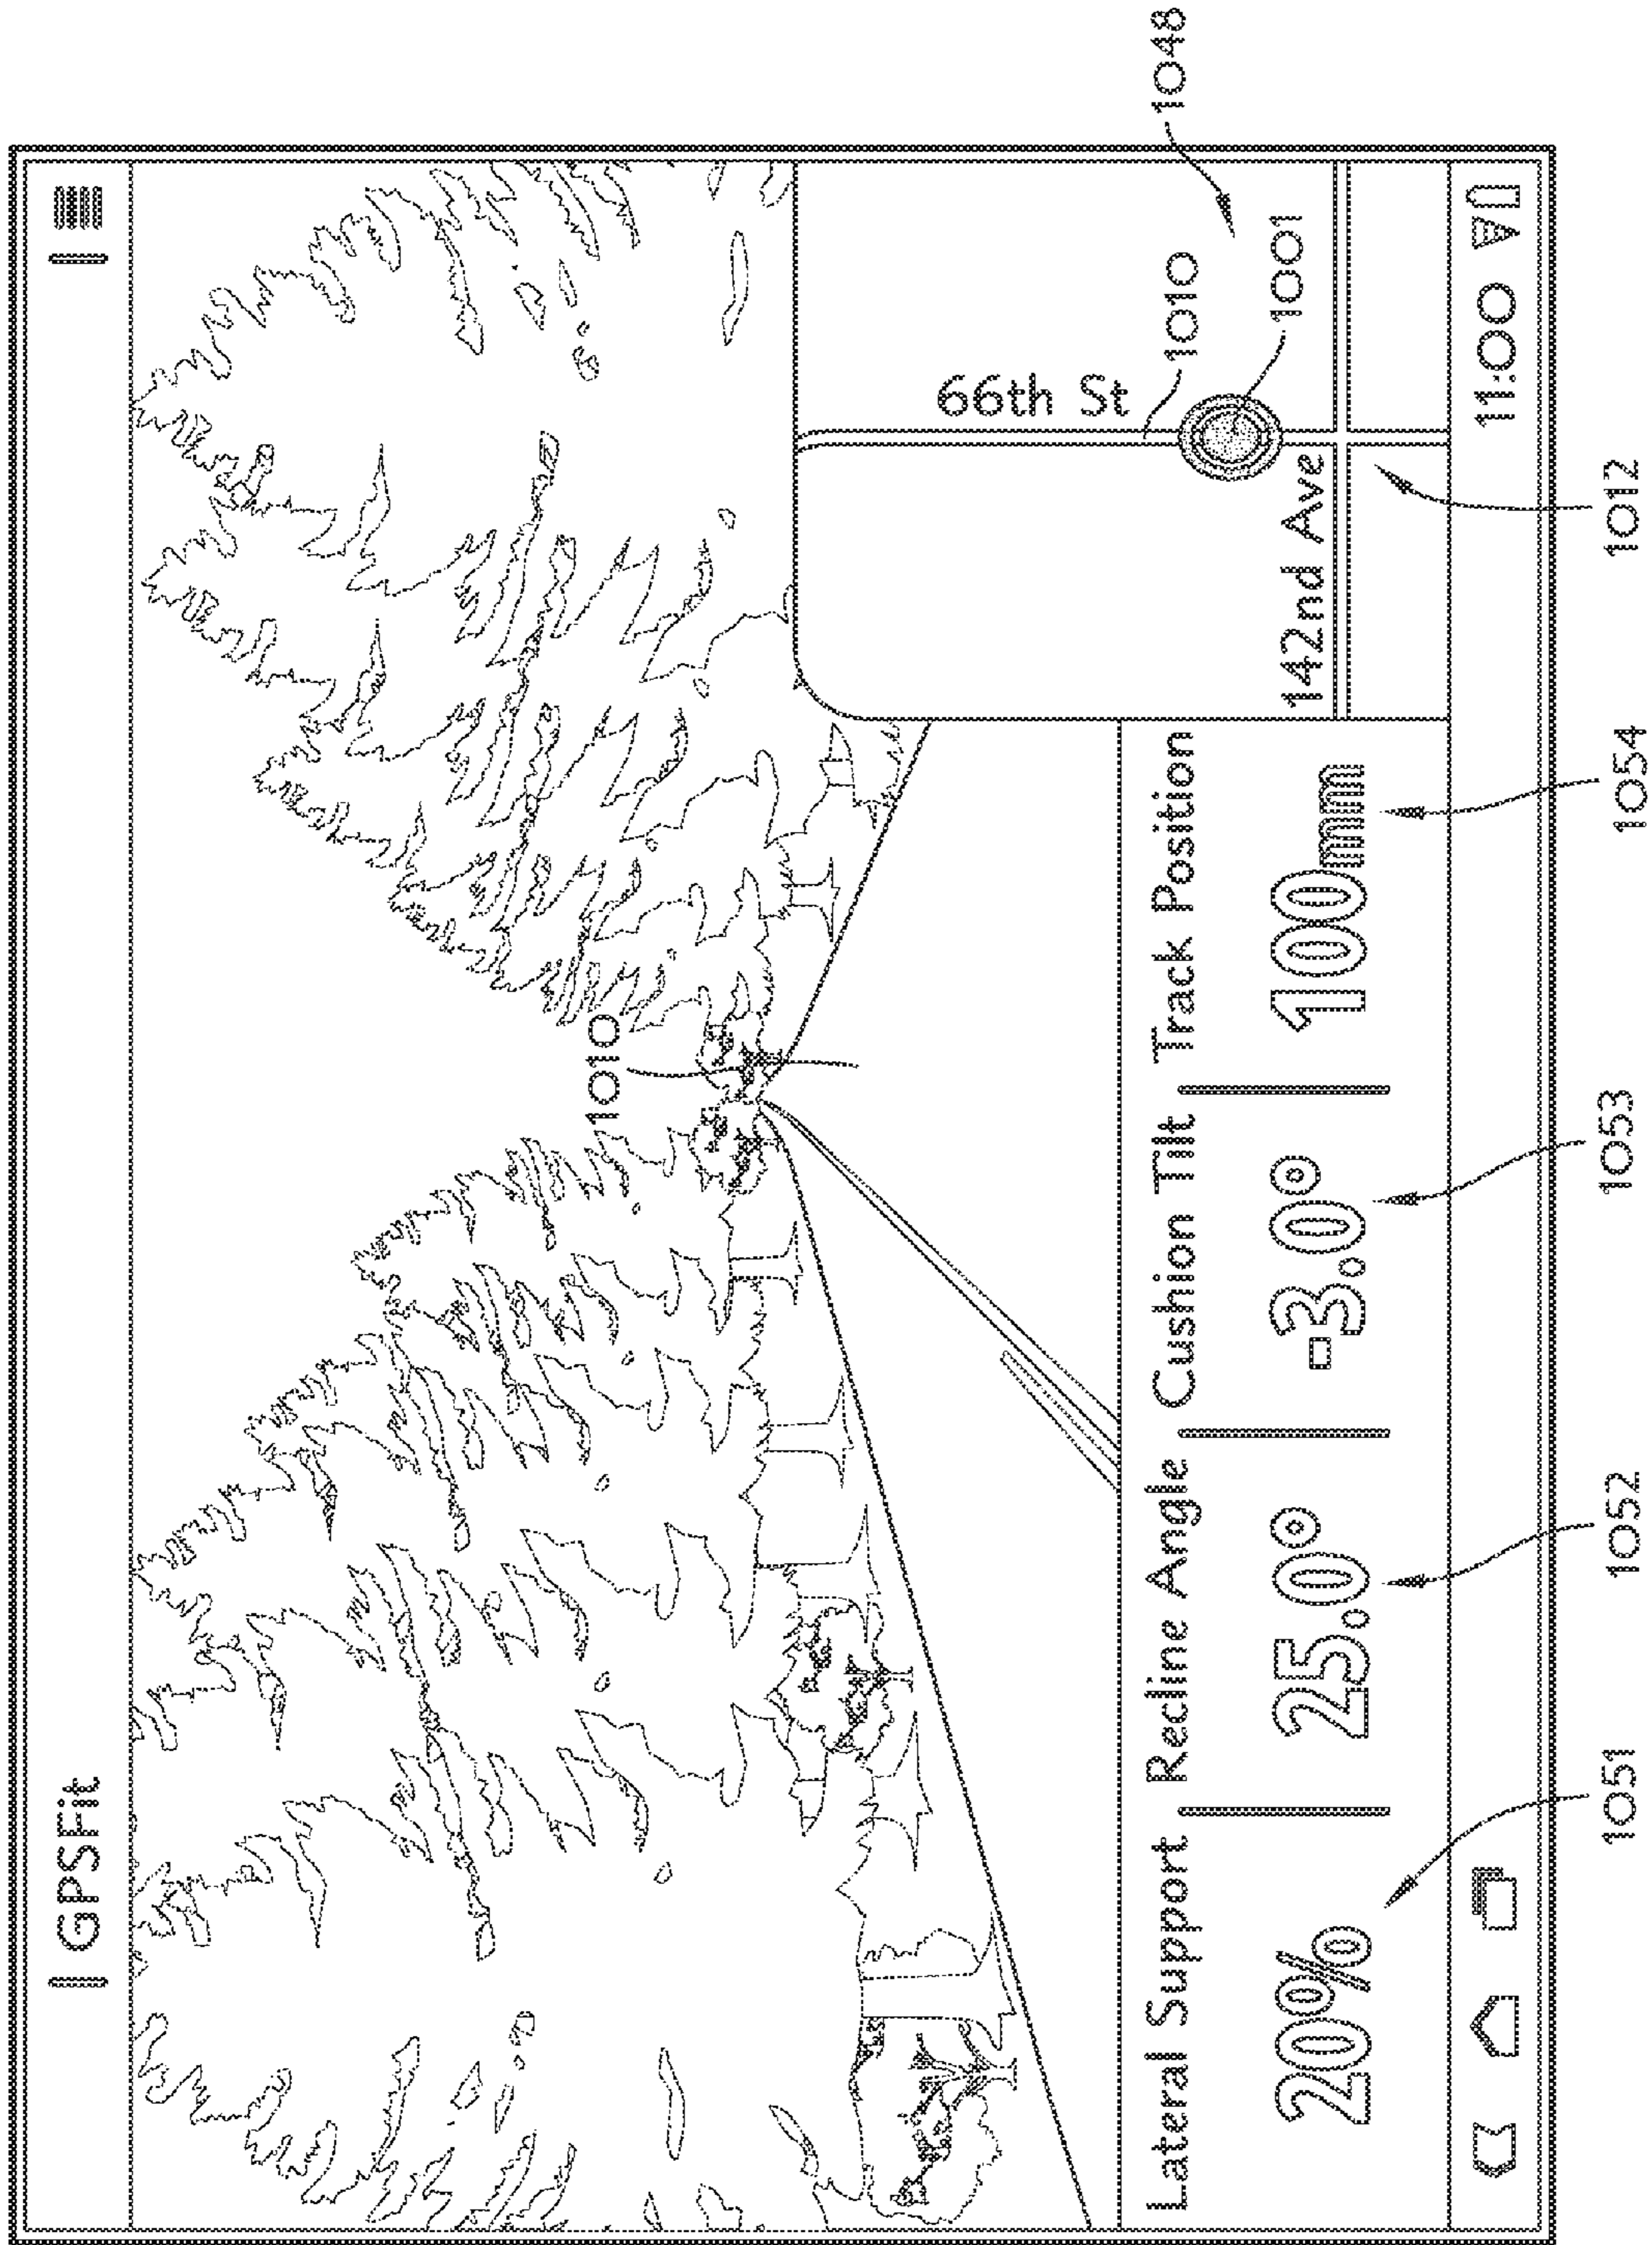 GPSFit
1010
66th St
1010
1048
1001
142nd Ave
Lateral Support
Recline Angle
Cushion Tilt
Track Position
20%
25.0°
-3.0°
100mm
11:00
1051
1052
1053
1054
1012